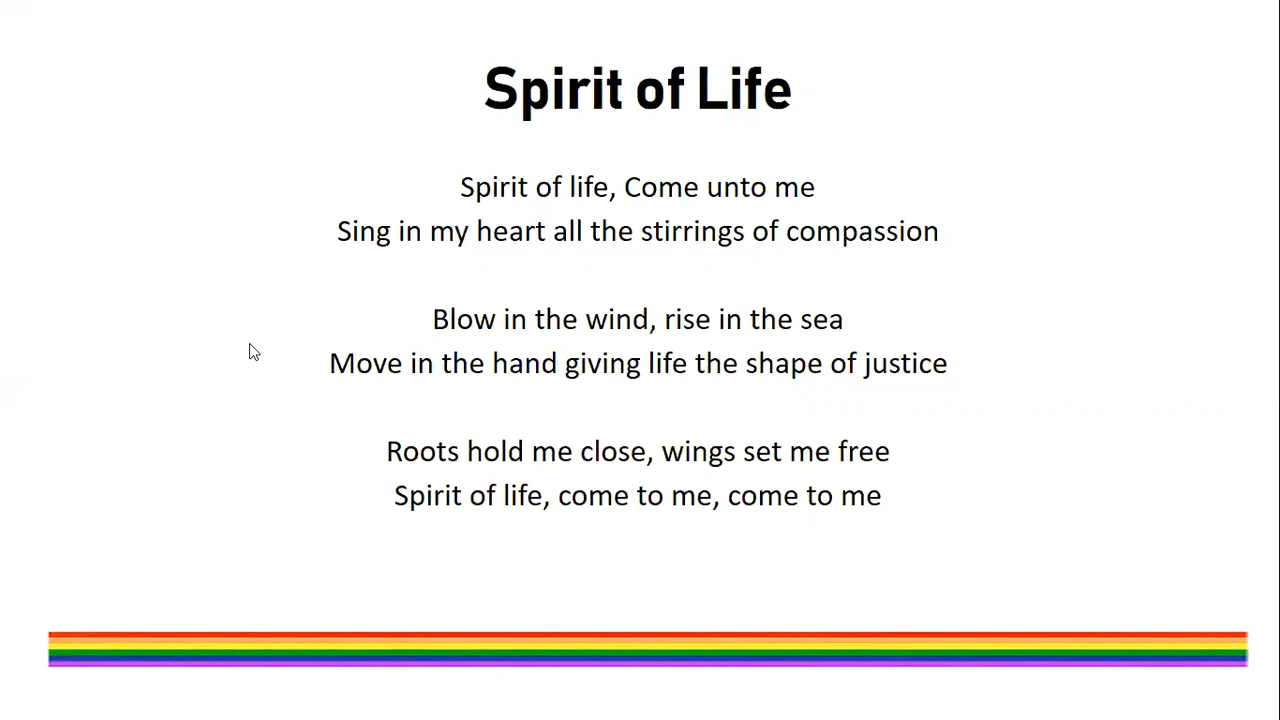 Spirit of Life
Spirit of life, Come unto me
Sing in my heart all the stirrings of compassion
Blow in the wind, rise in the sea
Move in the hand giving life the shape of justice
Roots hold me close, wings set me free
Spirit of life, come to me, come to me